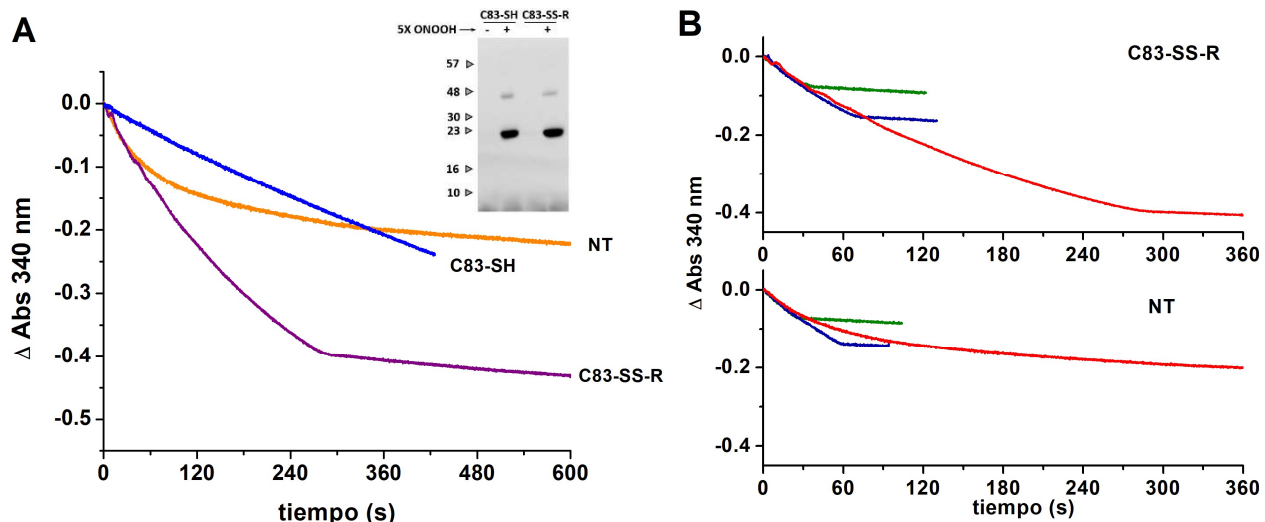 A
C83-SH C83-SS-R
5X ONOOH → - + +
57
48
30
23
16
10
0.0
-0.1
-0.2
-0.3
-0.4
-0.5
Δ Abs 340 nm
NT
C83-SH
C83-SS-R
0 120 240 360 480 600
tiempo (s)
B
C83-SS-R
0 60 120 180 240 300 360
0.0
-0.2
-0.4
Δ Abs 340 nm
NT
0.0
-0.2
-0.4
0 60 120 180 240 300 360
tiempo (s)